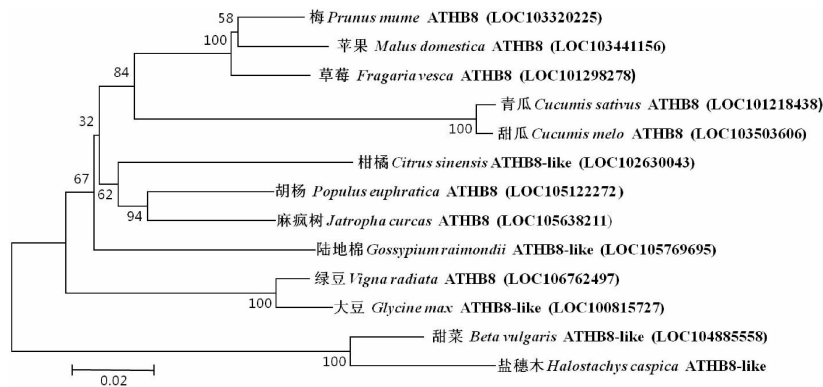 58 梅 Prunus mume ATHB8 (LOC103320225)
100 苹果 Malus domestica ATHB8 (LOC103441156)
84 草莓 Fragaria vesca ATHB8 (LOC101298278)
青瓜 Cucumis sativus ATHB8 (LOC101218438)
100 甜瓜 Cucumis melo ATHB8 (LOC103503606)
32
柑橘 Citrus sinensis ATHB8-like (LOC102630043)
67 62 胡杨 Populus euphratica ATHB8 (LOC105122272)
94 麻疯树 Jatropha curcas ATHB8 (LOC105638211)
陆地棉 Gossypium raimondii ATHB8-like (LOC105769695)
绿豆 Vigna radiata ATHB8 (LOC106762497)
100 大豆 Glycine max ATHB8-like (LOC100815727)
甜菜 Beta vulgaris ATHB8-like (LOC104885558)
100 盐穗木 Halostachys caspica ATHB8-like
0.02